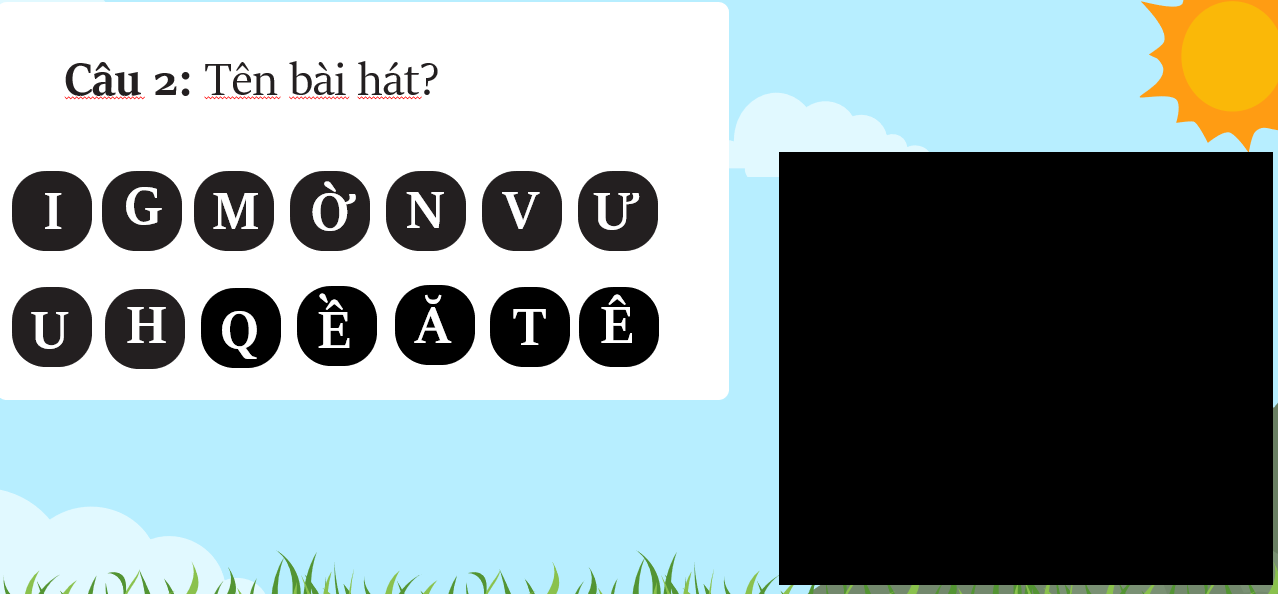 Câu 2: Tên bài hát?
I G M Ờ N V Ư
U H Q Ề Ă T Ê